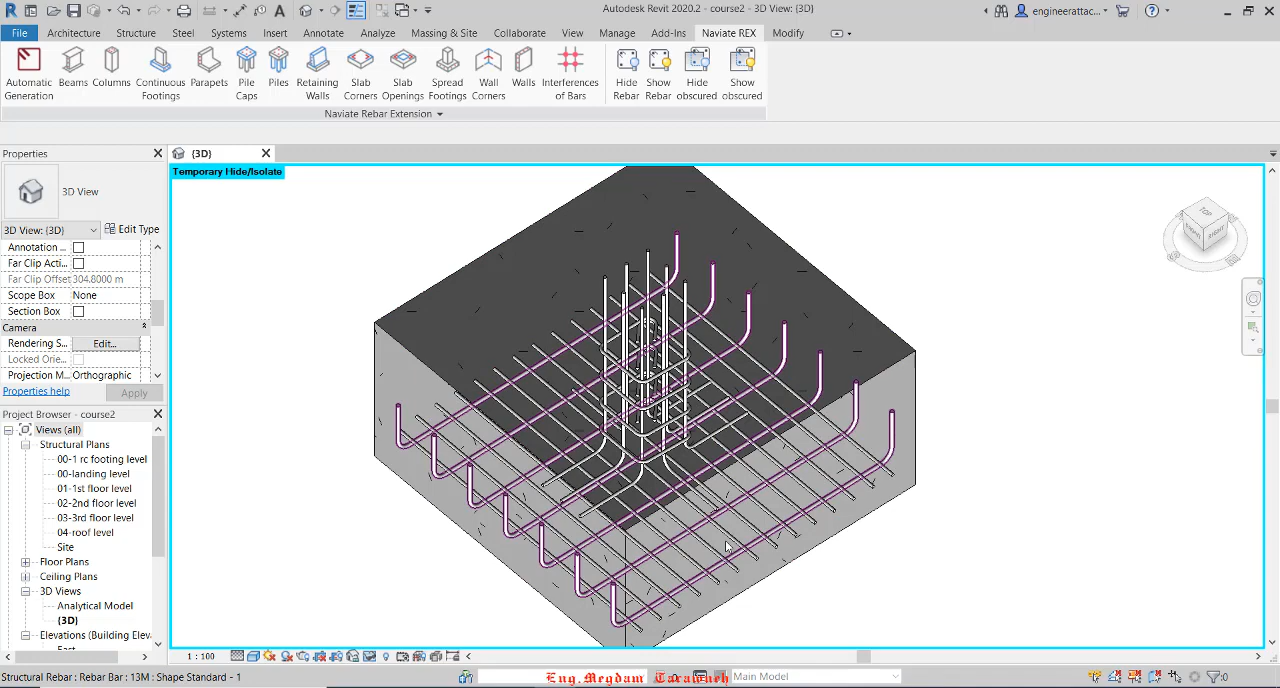 Autodesk Revit 2020.2 - course2 - 3D View: {3D}
engineerattac...
File Architecture Structure Steel Systems Insert Annotate Analyze Massing & Site Collaborate View Manage Add-Ins Naviate REX Modify
Automatic Generation
Beams
Columns
Continuous Footings
Parapets
Pile Caps
Piles
Retaining Walls
Slab Corners
Slab Openings
Spread Footings
Wall Corners
Walls
Interferences of Bars
Hide Rebar
Show Rebar
Hide obscured
Show obscured
Naviate Rebar Extension
Properties
3D View
3D View: {3D}
Edit Type
Annotation ...
Far Clip Acti...
Far Clip Offset 304.8000 m
Scope Box None
Section Box
Camera
Rendering S... Edit...
Locked Orie...
Projection M... Orthographic
Properties help
Apply
Project Browser - course2
Views (all)
Structural Plans
00-1 rc footing level
00-landing level
01-1st floor level
02-2nd floor level
03-3rd floor level
04-roof level
Site
Floor Plans
Ceiling Plans
3D Views
Analytical Model
{3D}
Elevations (Building Eleva
East
{3D}
Temporary Hide/Isolate
TOP
RIGHT
1 : 100
Structural Rebar : Rebar Bar : 13M : Shape Standard - 1
Eng.Meqdam Tarawneh
Main Model
:0